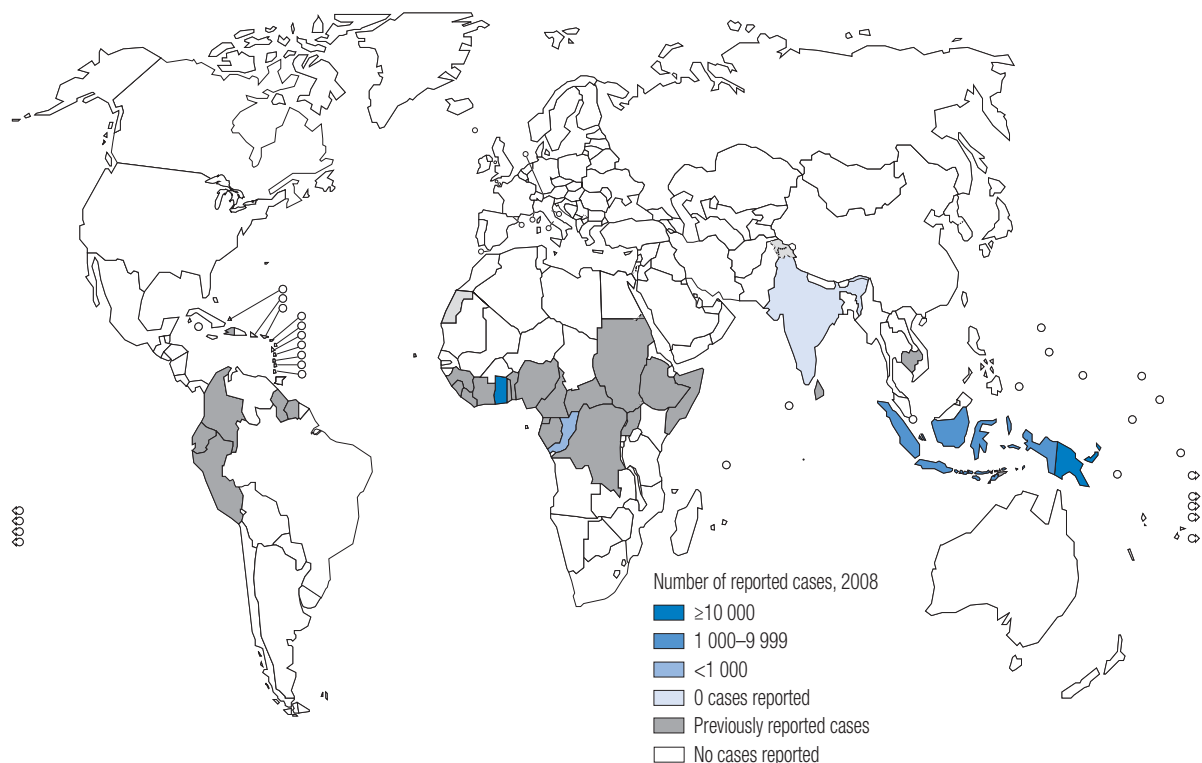 Number of reported cases, 2008
≥10 000
1 000–9 999
<1 000
0 cases reported
Previously reported cases
No cases reported